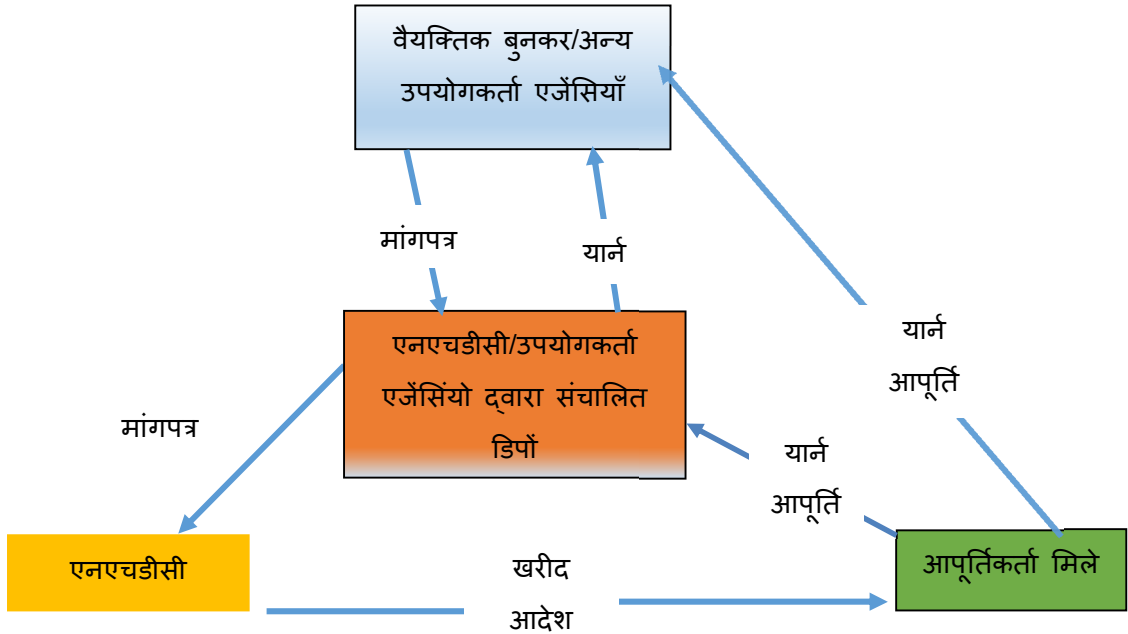 वैयक्तिक बुनकर/अन्य
उपयोगकर्ता एजेंसियाँ
मांगपत्र
यार्न
एनएचडीसी/उपयोगकर्ता
एजेंसिंयो द्वारा संचालित
डिपों
यार्न
आपूर्ति
मांगपत्र
यार्न
आपूर्ति
एनएचडीसी
खरीद
आदेश
आपूर्तिकर्ता मिले